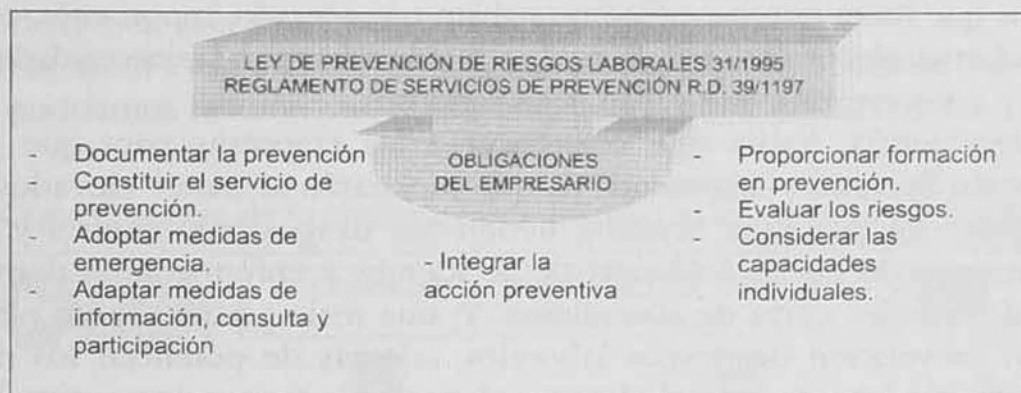 LEY DE PREVENCIÓN DE RIESGOS LABORALES 31/1995
REGLAMENTO DE SERVICIOS DE PREVENCIÓN R.D. 39/1197
OBLIGACIONES
DEL EMPRESARIO
- Documentar la prevención
Constituir el servicio de
prevención.
- Adoptar medidas de
emergencia.
- Adaptar medidas de
información, consulta y
participación
- Integrar la
acción preventiva
- Proporcionar formación
en prevención.
- Evaluar los riesgos.
- Considerar las
capacidades
individuales.